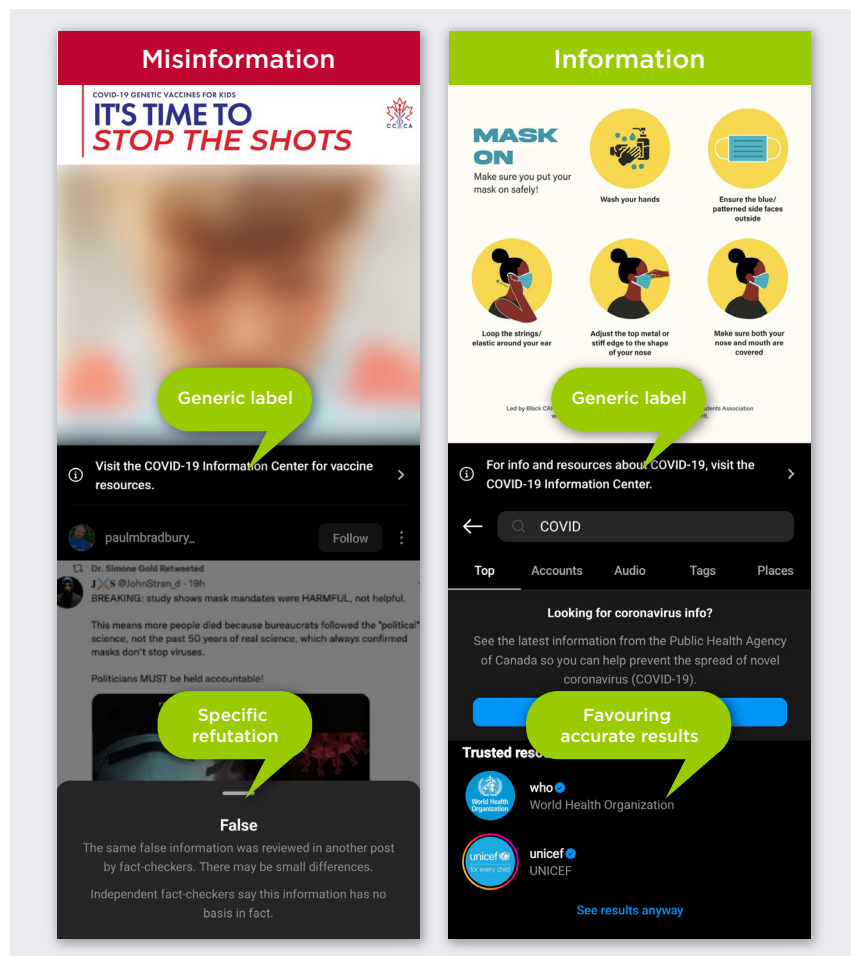 Misinformation
COVID-19 GENETIC VACCINES FOR KIDS
IT'S TIME TO
STOP THE SHOTS
CCCA
Generic label
Visit the COVID-19 Information Center for vaccine
resources.
paulmbradbury_
Follow
Dr. Simone Gold Retweeted
J⚔S @JohnStran_d · 19h
BREAKING: study shows mask mandates were HARMFUL, not helpful.
This means more people died because bureaucrats followed the "political"
science, not the past 50 years of real science, which always confirmed
masks don't stop viruses.
Politicians MUST be held accountable!
Specific
refutation
False
The same false information was reviewed in another post
by fact-checkers. There may be small differences.
Independent fact-checkers say this information has no
basis in fact.
Information
MASK
ON
Make sure you put your
mask on safely!
Wash your hands
Ensure the blue/
patterned side faces
outside
Loop the strings/
elastic around your ear
Adjust the top metal or
stiff edge to the shape
of your nose
Make sure both your
nose and mouth are
covered
Led by Black
Association
Generic label
For info and resources about COVID-19, visit the
COVID-19 Information Center.
COVID
Top Accounts Audio Tags Places
Looking for coronavirus info?
See the latest information from the Public Health Agency
of Canada so you can help prevent the spread of novel
coronavirus (COVID-19).
Favouring
accurate results
Trusted
World Health
Organization
who
World Health Organization
unicef
for every child
unicef
UNICEF
See results anyway